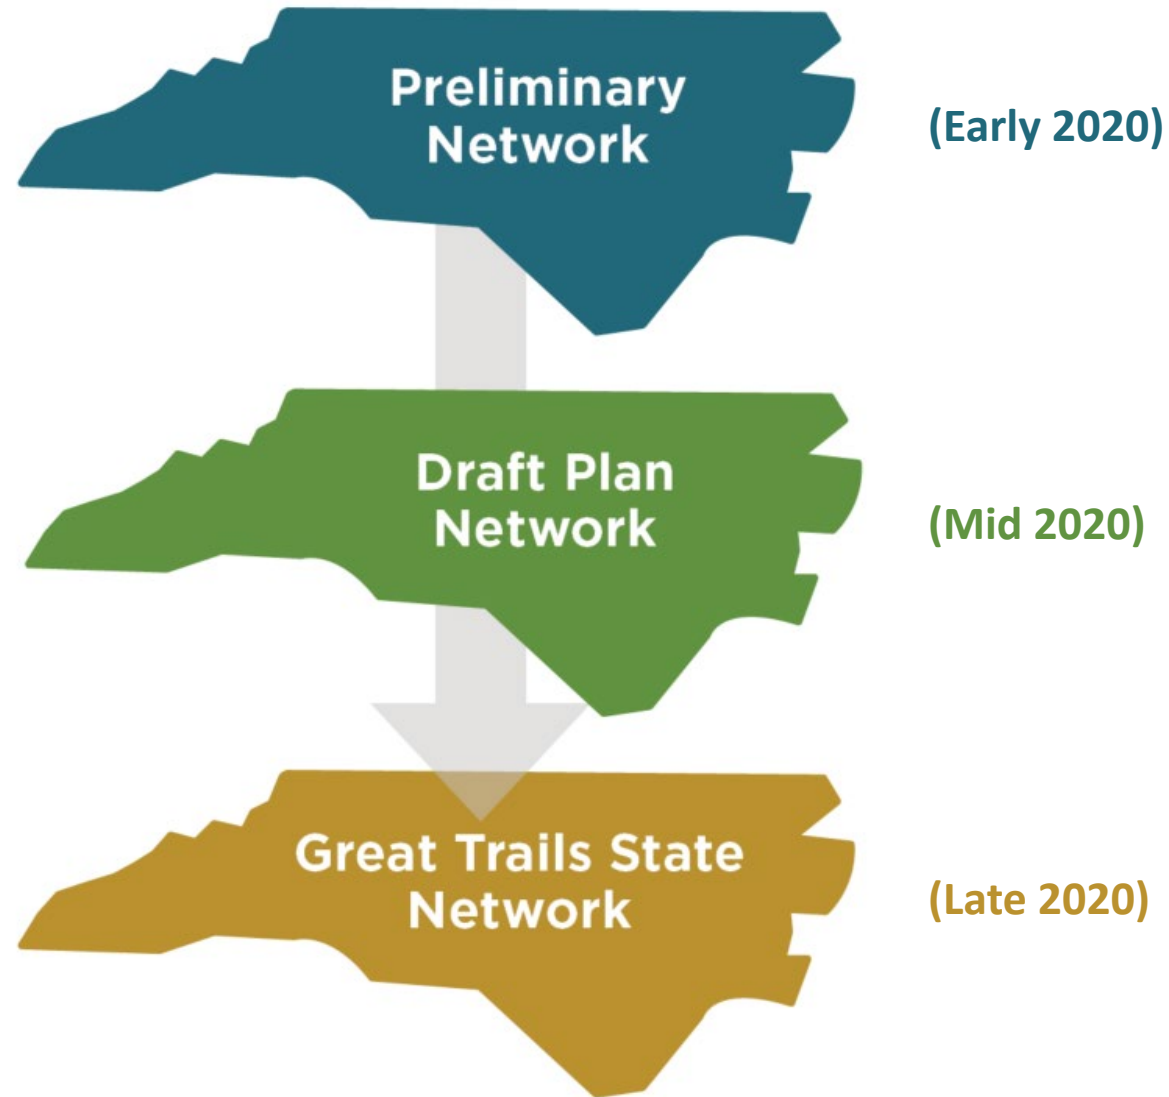 Preliminary
Network
(Early 2020)
Draft Plan
Network
(Mid 2020)
Great Trails State
Network
(Late 2020)